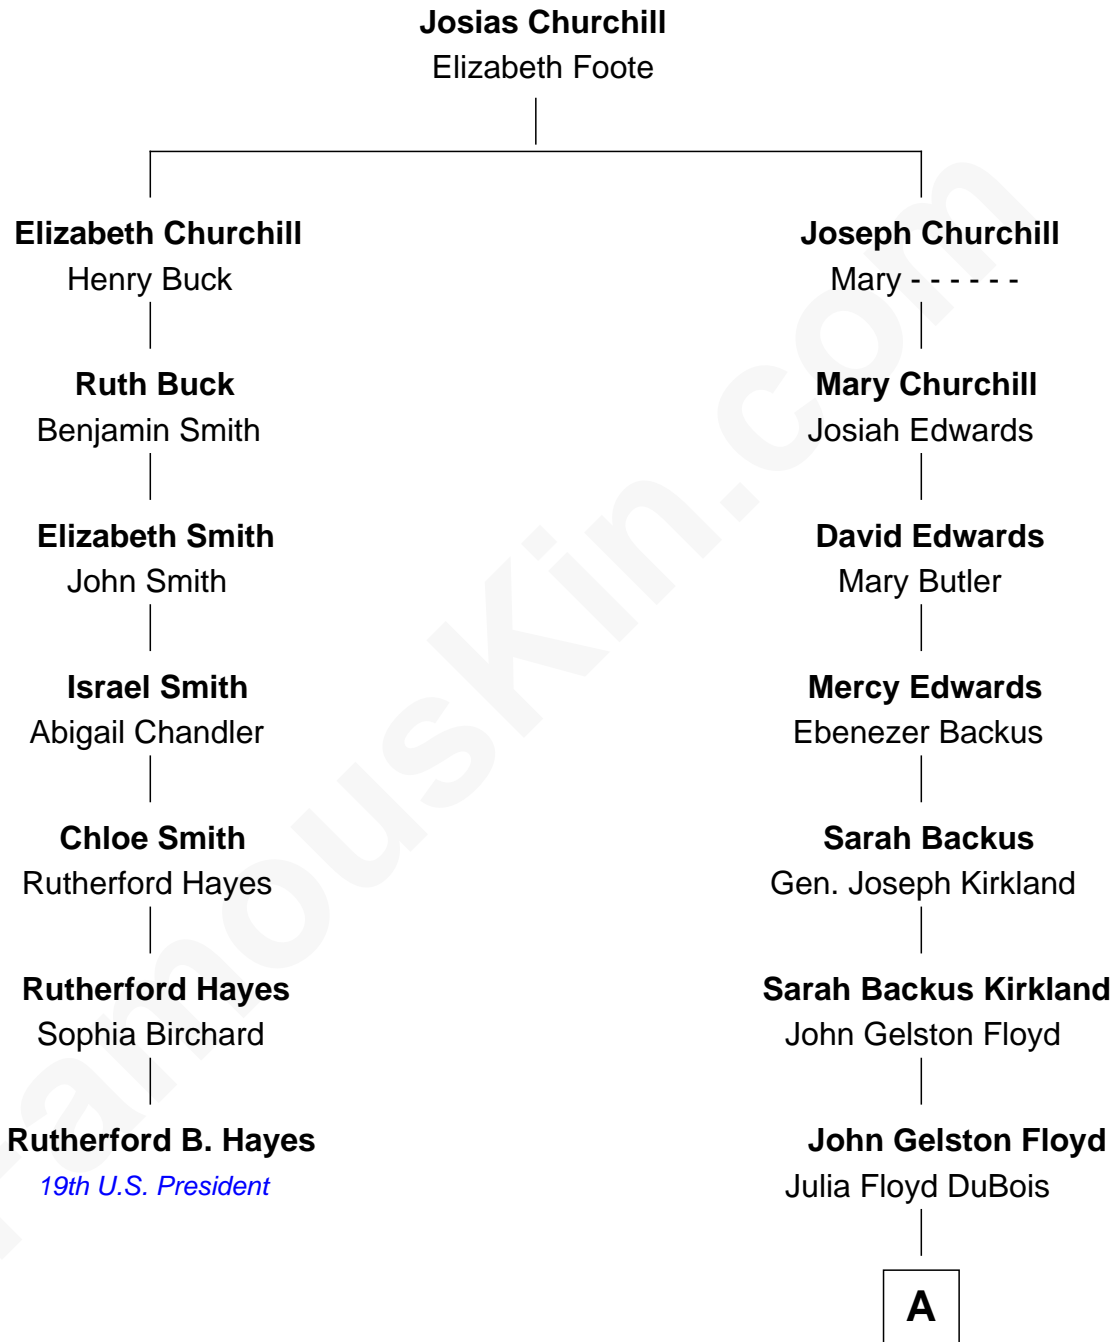 Josias Churchill
Elizabeth Foote
Elizabeth Churchill
Henry Buck
Joseph Churchill
Mary - - - - - -
Ruth Buck
Benjamin Smith
Mary Churchill
Josiah Edwards
Elizabeth Smith
John Smith
David Edwards
Mary Butler
Israel Smith
Abigail Chandler
Mercy Edwards
Ebenezer Backus
Chloe Smith
Rutherford Hayes
Sarah Backus
Gen. Joseph Kirkland
Rutherford Hayes
Sophia Birchard
Sarah Backus Kirkland
John Gelston Floyd
Rutherford B. Hayes
19th U.S. President
John Gelston Floyd
Julia Floyd DuBois
A
FamousKin.com